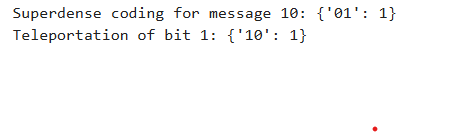 Superdense coding for message 10: {'01': 1}
Teleportation of bit 1: {'10': 1}